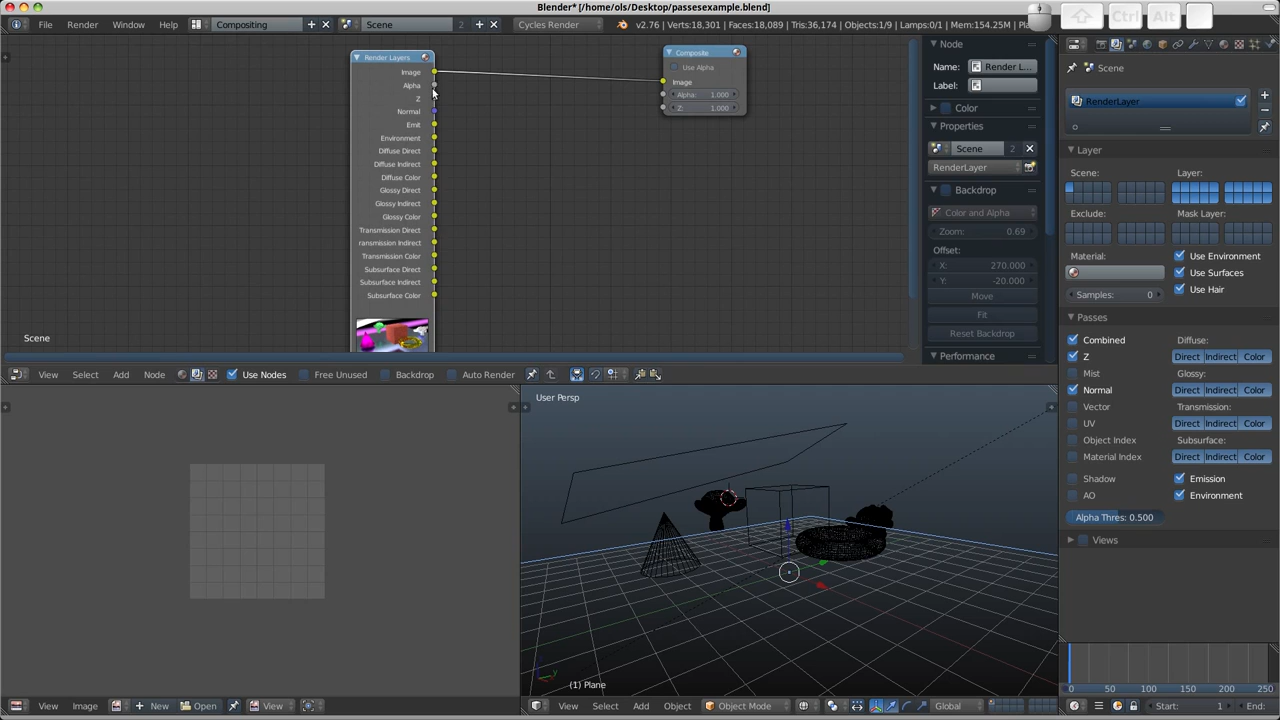 Blender* [/home/ols/Desktop/passesexample.blend]
File Render Window Help Compositing Scene 2 Cycles Render v2.76 | Verts:18,301 | Faces:18,089 | Tris:36,174 | Objects:1/9 | Lamps:0/1 | Mem:154.25M |
Ctrl Alt
Render Layers
Image
Alpha
Z
Normal
Emit
Environment
Diffuse Direct
Diffuse Indirect
Diffuse Color
Glossy Direct
Glossy Indirect
Glossy Color
Transmission Direct
ransmission Indirect
Transmission Color
Subsurface Direct
Subsurface Indirect
Subsurface Color
Composite
Use Alpha
Image
Alpha: 1.000
Z: 1.000
Scene
Node
Name: Render L...
Label:
Color
Properties
Scene 2
RenderLayer
Backdrop
Color and Alpha
Zoom: 0.69
Offset:
X: 270.000
Y: -20.000
Move
Fit
Reset Backdrop
Performance
Scene
RenderLayer
Layer
Scene: Layer:
Exclude: Mask Layer:
Material: Use Environment
Use Surfaces
Samples: 0 Use Hair
Passes
Combined Diffuse:
Z Direct Indirect Color
Mist Glossy:
Normal Direct Indirect Color
Vector Transmission:
UV Direct Indirect Color
Object Index Subsurface:
Material Index Direct Indirect Color
Shadow Emission
AO Environment
Alpha Thres: 0.500
Views
View Select Add Node Use Nodes Free Unused Backdrop Auto Render
User Persp
(1) Plane
View Image New Open View
View Select Add Object Object Mode Global
0 50 100 150 200 250
Start: 1 End: